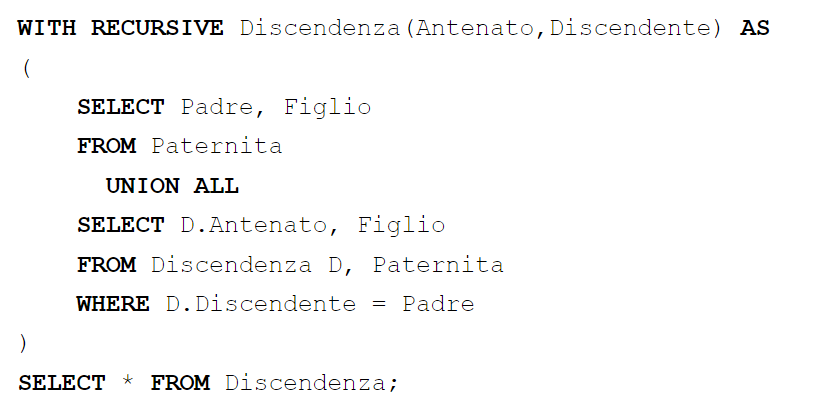 WITH RECURSIVE Discendenza(Antenato,Discendente) AS
(
SELECT Padre, Figlio
FROM Paternita
UNION ALL
SELECT D.Antenato, Figlio
FROM Discendenza D, Paternita
WHERE D.Discendente = Padre
)
SELECT * FROM Discendenza;